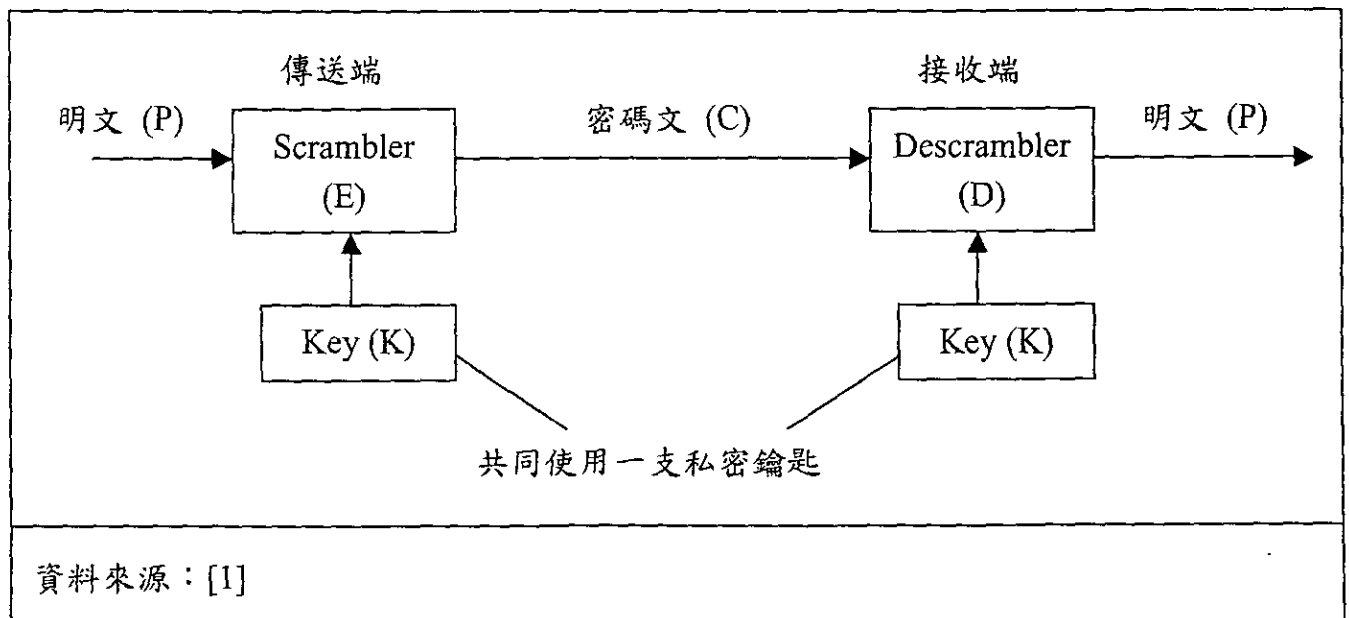 傳送端
接收端
明文 (P)
密碼文 (C)
明文 (P)
Scrambler
(E)
Descrambler
(D)
Key (K)
Key (K)
共同使用一支私密鑰匙
資料來源：[1]